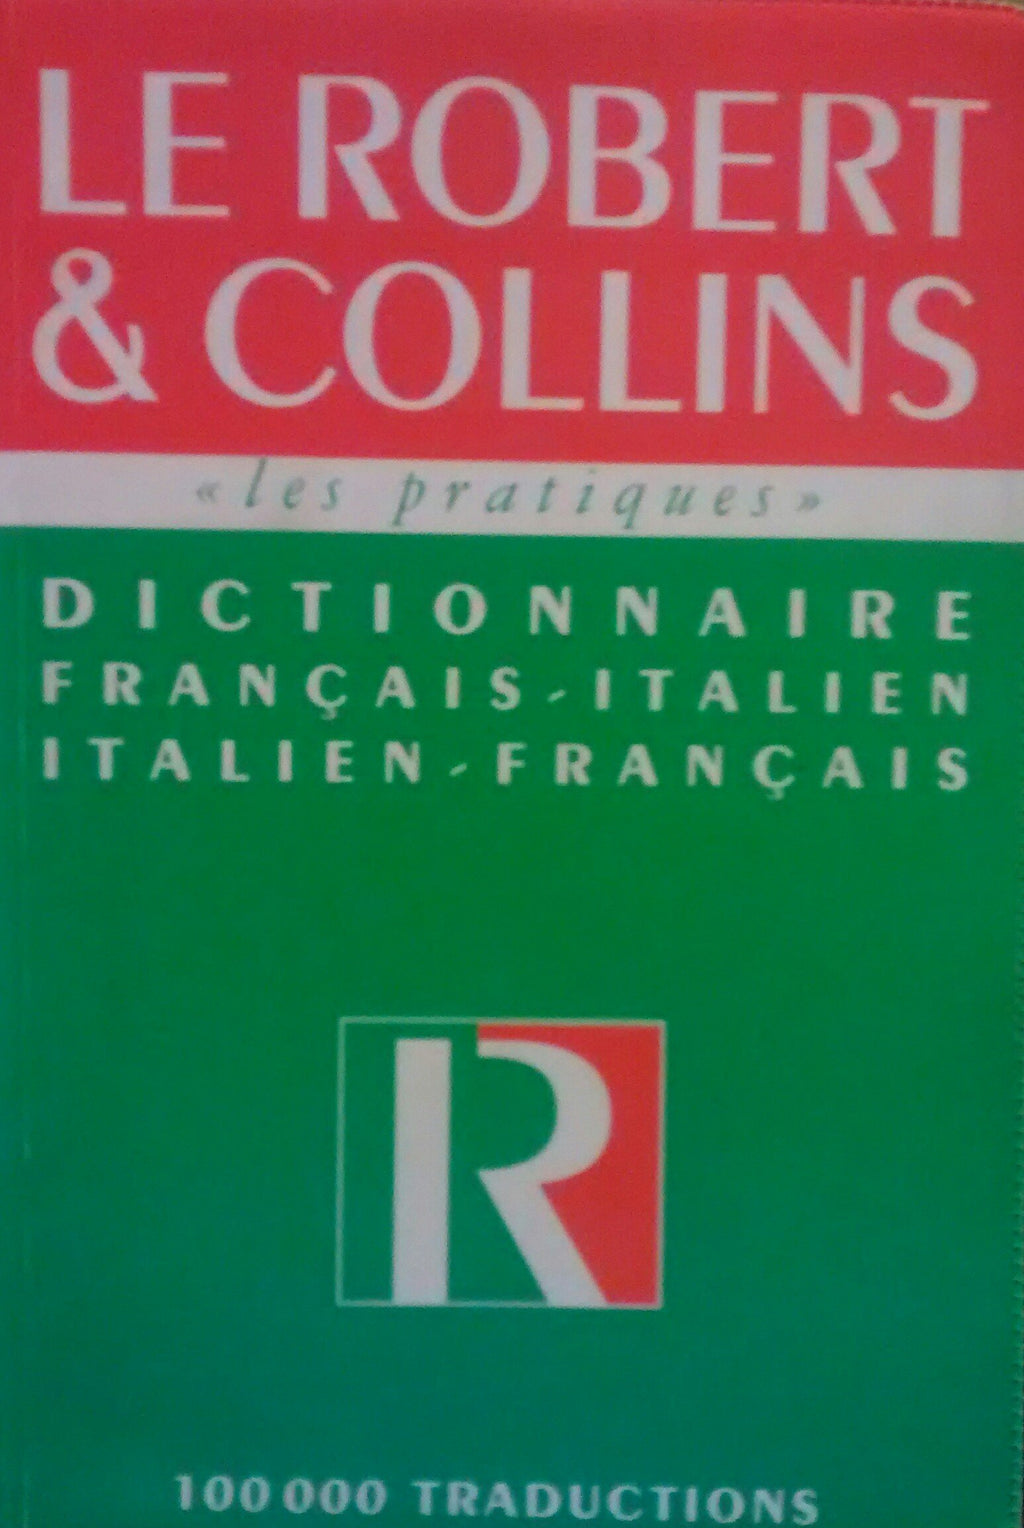 LE ROBERT
& COLLINS
« les pratiques »
DICTIONNAIRE
FRANÇAIS-ITALIEN
ITALIEN-FRANÇAIS
R
100 000 TRADUCTIONS